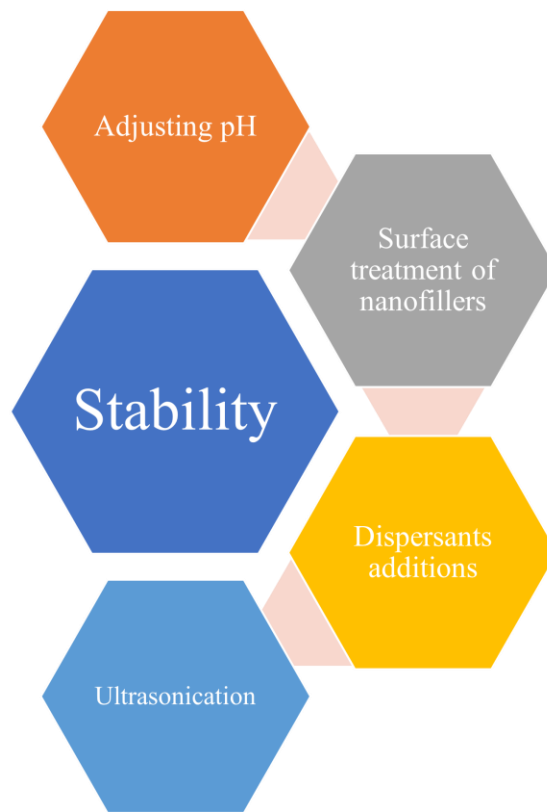 Adjusting pH
Surface
treatment of
nanofillers
Stability
Dispersants
additions
Ultrasonication